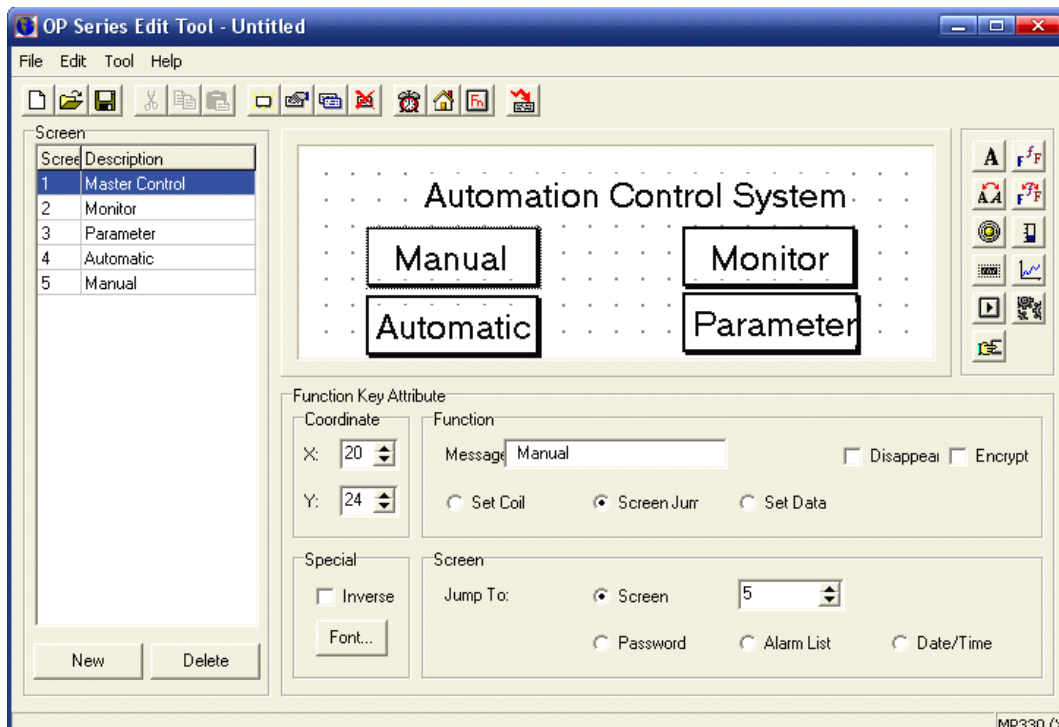 OP Series Edit Tool - Untitled
File Edit Tool Help
Screen
Scree Description
1 Master Control
2 Monitor
3 Parameter
4 Automatic
5 Manual
New Delete
Automation Control System
Manual Monitor
Automatic Parameter
Function Key Attribute
Coordinate
X: 20
Y: 24
Function
Message Manual Disappear Encrypt
Set Coil Screen Jum Set Data
Special
Inverse
Font...
Screen
Jump To: Screen 5
Password Alarm List Date/Time